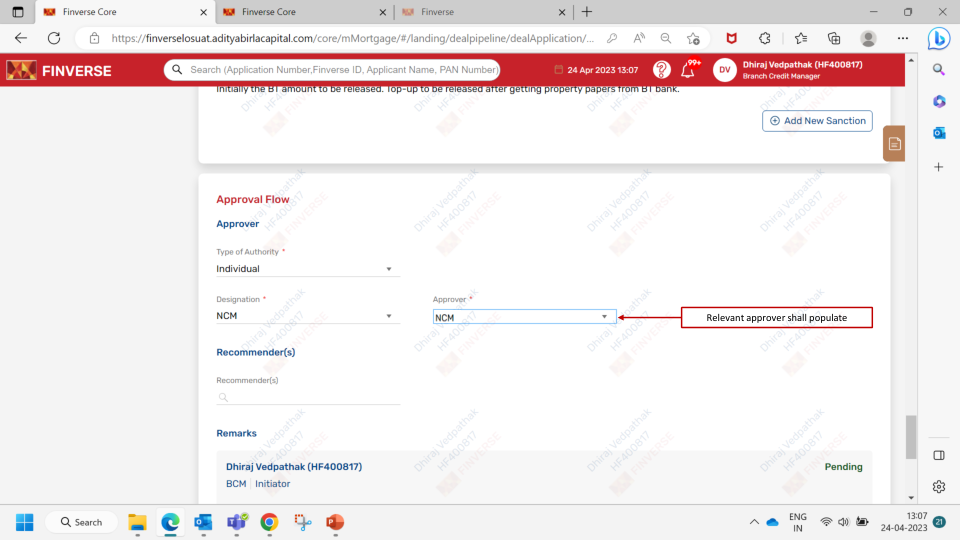 Finverse Core
Finverse Core
Finverse
https://finverselosuat.adityabirlacapital.com/core/mMortgage/#/landing/dealpipeline/dealApplication/...
FINVERSE
Search (Application Number,Finverse ID, Applicant Name, PAN Number)
24 Apr 2023 13:07
99+
DV
Dhiraj Vedpathak (HF400817)
Branch Credit Manager
Initially the BT amount to be released. Top-up to be released after getting property papers from BT bank.
Add New Sanction
Approval Flow
Approver
Type of Authority *
Individual
Designation *
Approver *
NCM
NCM
Relevant approver shall populate
Recommender(s)
Recommender(s)
Remarks
Dhiraj Vedpathak (HF400817)
Pending
BCM Initiator
Dhiraj Vedpathak
HF400817
FINVERSE
Search
ENG
IN
13:07
24-04-2023
21